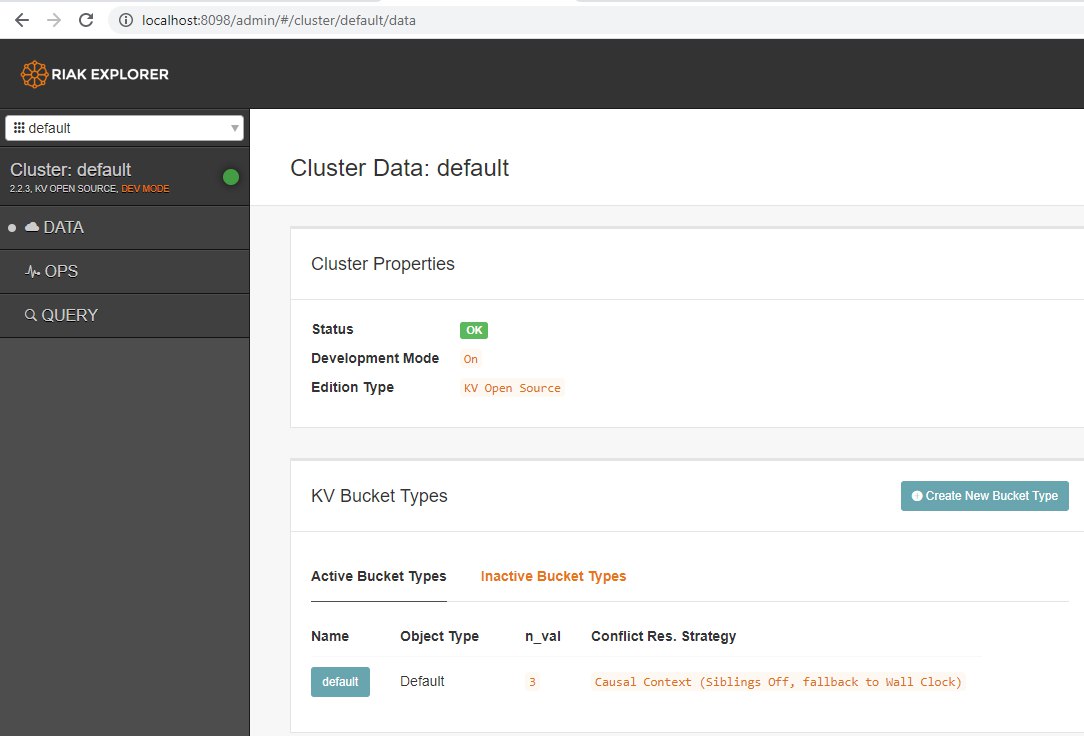 localhost:8098/admin/#/cluster/default/data
RIAK EXPLORER
default
Cluster: default
2.2.3, KV OPEN SOURCE, DEV MODE
DATA
OPS
QUERY
Cluster Data: default
Cluster Properties
Status OK
Development Mode On
Edition Type KV Open Source
KV Bucket Types
Create New Bucket Type
Active Bucket Types Inactive Bucket Types
Name Object Type n_val Conflict Res. Strategy
default Default 3 Causal Context (Siblings Off, fallback to Wall Clock)